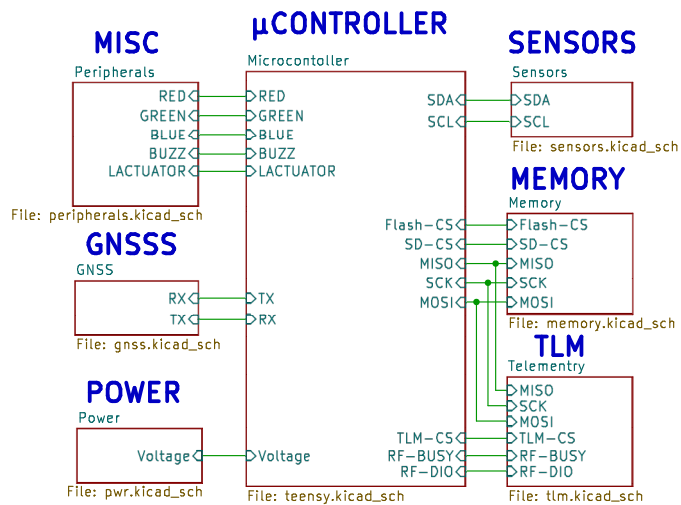 MISC
Peripherals
RED
GREEN
BLUE
BUZZ
LACTUATOR
File: peripherals.kicad_sch
GNSSS
GNSS
RX
TX
File: gnss.kicad_sch
POWER
Power
Voltage
File: pwr.kicad_sch
µCONTROLLER
Microcontoller
RED
GREEN
BLUE
BUZZ
LACTUATOR
TX
RX
Voltage
SDA
SCL
Flash-CS
SD-CS
MISO
SCK
MOSI
TLM-CS
RF-BUSY
RF-DIO
File: teensy.kicad_sch
SENSORS
Sensors
SDA
SCL
File: sensors.kicad_sch
MEMORY
Memory
Flash-CS
SD-CS
MISO
SCK
MOSI
File: memory.kicad_sch
TLM
Telementry
MISO
SCK
MOSI
TLM-CS
RF-BUSY
RF-DIO
File: tlm.kicad_sch